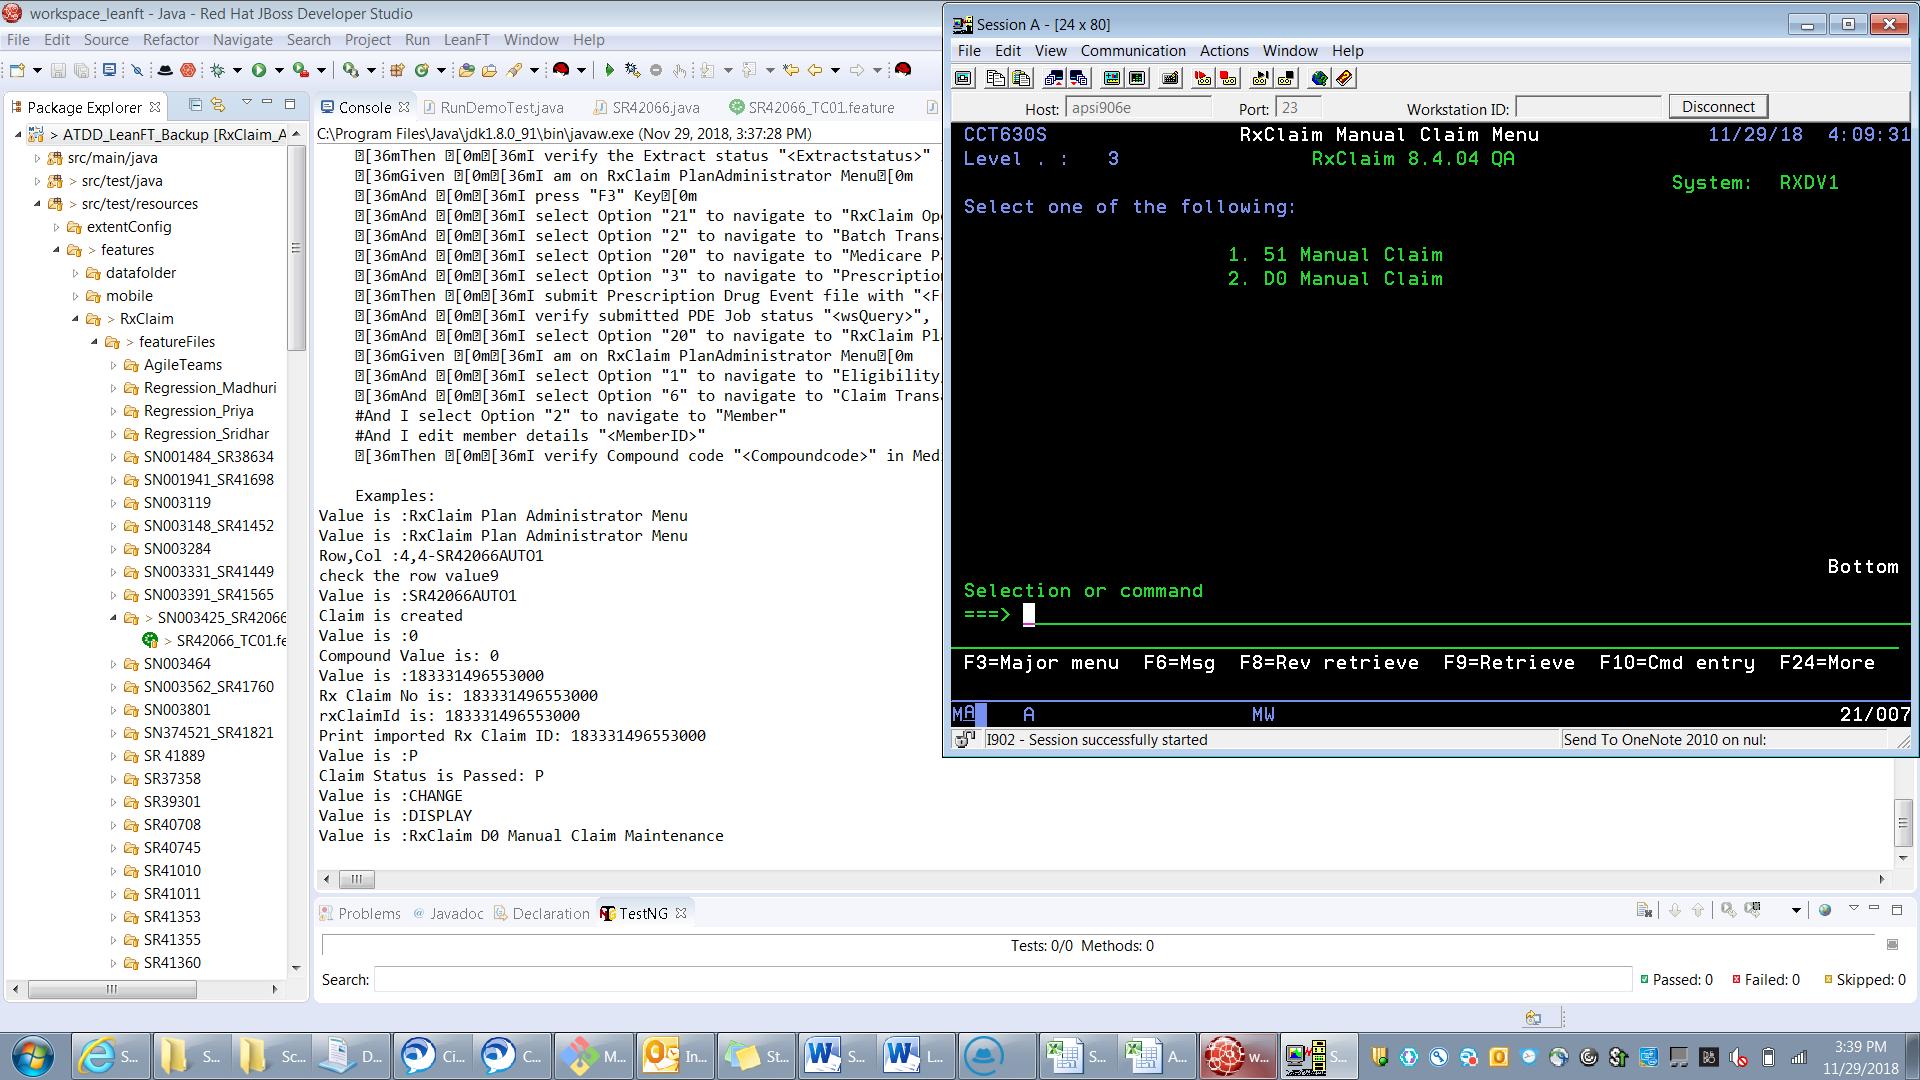 workspace_leanft - Java - Red Hat JBoss Developer Studio
File Edit Source Refactor Navigate Search Project Run LeanFT Window Help
Package Explorer
> ATDD_LeanFT_Backup [RxClaim_A
src/main/java
> src/test/java
> src/test/resources
extentConfig
> features
datafolder
mobile
> RxClaim
> featureFiles
AgileTeams
Regression_Madhuri
Regression_Priya
Regression_Sridhar
SN001484_SR38634
SN001941_SR41698
SN003119
SN003148_SR41452
SN003284
SN003331_SR41449
SN003391_SR41565
> SN003425_SR42066
> SR42066_TC01.fe
SN003464
SN003562_SR41760
SN003801
SN374521_SR41821
SR 41889
SR37358
SR39301
SR40708
SR40745
SR41010
SR41011
SR41353
SR41355
SR41360
Console RunDemoTest.java SR42066.java SR42066_TC01.feature
C:\Program Files\Java\jdk1.8.0_91\bin\javaw.exe (Nov 29, 2018, 3:37:28 PM)
[36mThen [0m[36mI verify the Extract status "<Extractstatus>"
[36mGiven [0m[36mI am on RxClaim PlanAdministrator Menu[0m
[36mAnd [0m[36mI press "F3" Key[0m
[36mAnd [0m[36mI select Option "21" to navigate to "RxClaim Ope
[36mAnd [0m[36mI select Option "2" to navigate to "Batch Transa
[36mAnd [0m[36mI select Option "20" to navigate to "Medicare Pa
[36mAnd [0m[36mI select Option "3" to navigate to "Prescription
[36mThen [0m[36mI submit Prescription Drug Event file with "<Fi
[36mAnd [0m[36mI verify submitted PDE Job status "<wsQuery>",
[36mAnd [0m[36mI select Option "20" to navigate to "RxClaim Pla
[36mGiven [0m[36mI am on RxClaim PlanAdministrator Menu[0m
[36mAnd [0m[36mI select Option "1" to navigate to "Eligibility,
[36mAnd [0m[36mI select Option "6" to navigate to "Claim Transa
#And I select Option "2" to navigate to "Member"
#And I edit member details "<MemberID>"
[36mThen [0m[36mI verify Compound code "<Compoundcode>" in Med
Examples:
Value is :RxClaim Plan Administrator Menu
Value is :RxClaim Plan Administrator Menu
Row,Col :4,4-SR42066AUTO1
check the row value9
Value is :SR42066AUTO1
Claim is created
Value is :0
Compound Value is: 0
Value is :183331496553000
Rx Claim No is: 183331496553000
rxClaimId is: 183331496553000
Print imported Rx Claim ID: 183331496553000
Value is :P
Claim Status is Passed: P
Value is :CHANGE
Value is :DISPLAY
Value is :RxClaim D0 Manual Claim Maintenance
Problems @ Javadoc Declaration TestNG
Tests: 0/0 Methods: 0
Search: Passed: 0 Failed: 0 Skipped: 0
Session A - [24 x 80]
File Edit View Communication Actions Window Help
Host: apsi906e Port: 23 Workstation ID: Disconnect
CCT630S RxClaim Manual Claim Menu 11/29/18 4:09:31
Level . : 3 RxClaim 8.4.04 QA
System: RXDV1
Select one of the following:
1. 51 Manual Claim
2. D0 Manual Claim
Bottom
Selection or command
===>
F3=Major menu F6=Msg F8=Rev retrieve F9=Retrieve F10=Cmd entry F24=More
MA A MW 21/007
I902 - Session successfully started Send To OneNote 2010 on nul:
S... S... Sc... D... Ci... C... M... In... St... S... L... S... A... w... S...
3:39 PM
11/29/2018